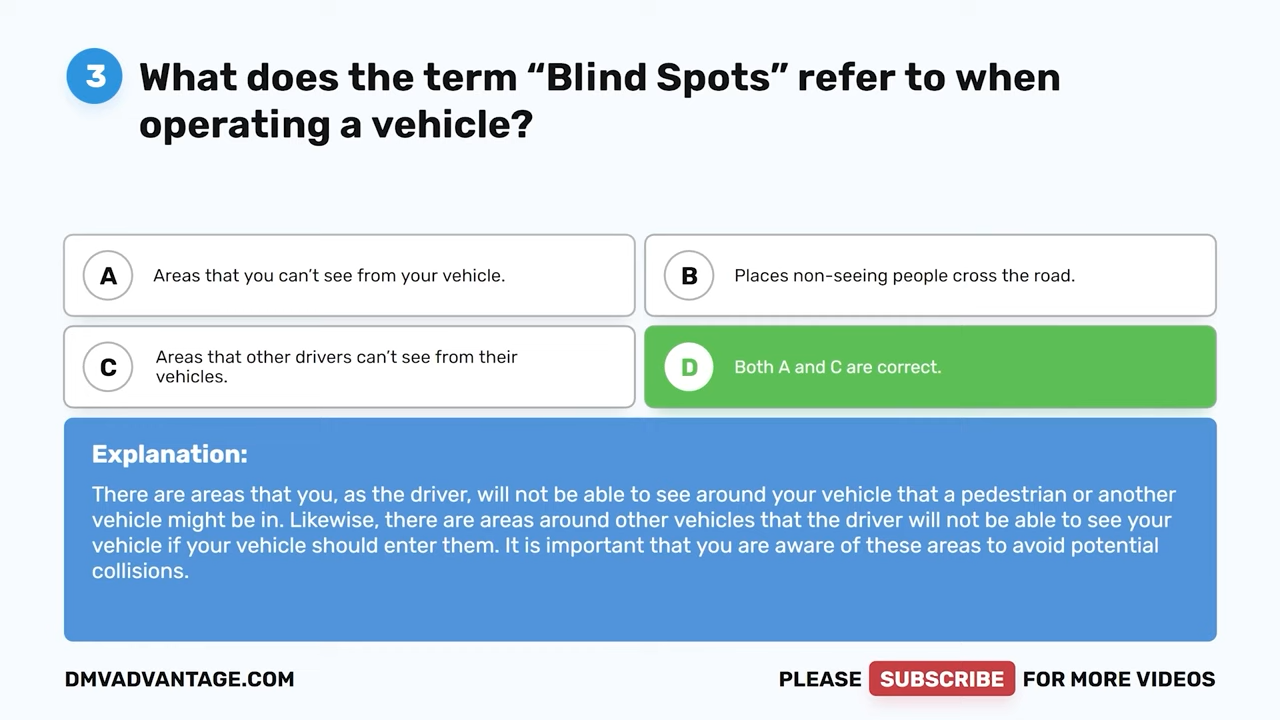 3
What does the term “Blind Spots” refer to when
operating a vehicle?
A
Areas that you can’t see from your vehicle.
B
Places non-seeing people cross the road.
C
Areas that other drivers can’t see from their
vehicles.
D
Both A and C are correct.
Explanation:
There are areas that you, as the driver, will not be able to see around your vehicle that a pedestrian or another
vehicle might be in. Likewise, there are areas around other vehicles that the driver will not be able to see your
vehicle if your vehicle should enter them. It is important that you are aware of these areas to avoid potential
collisions.
DMVADVANTAGE.COM
PLEASE SUBSCRIBE FOR MORE VIDEOS